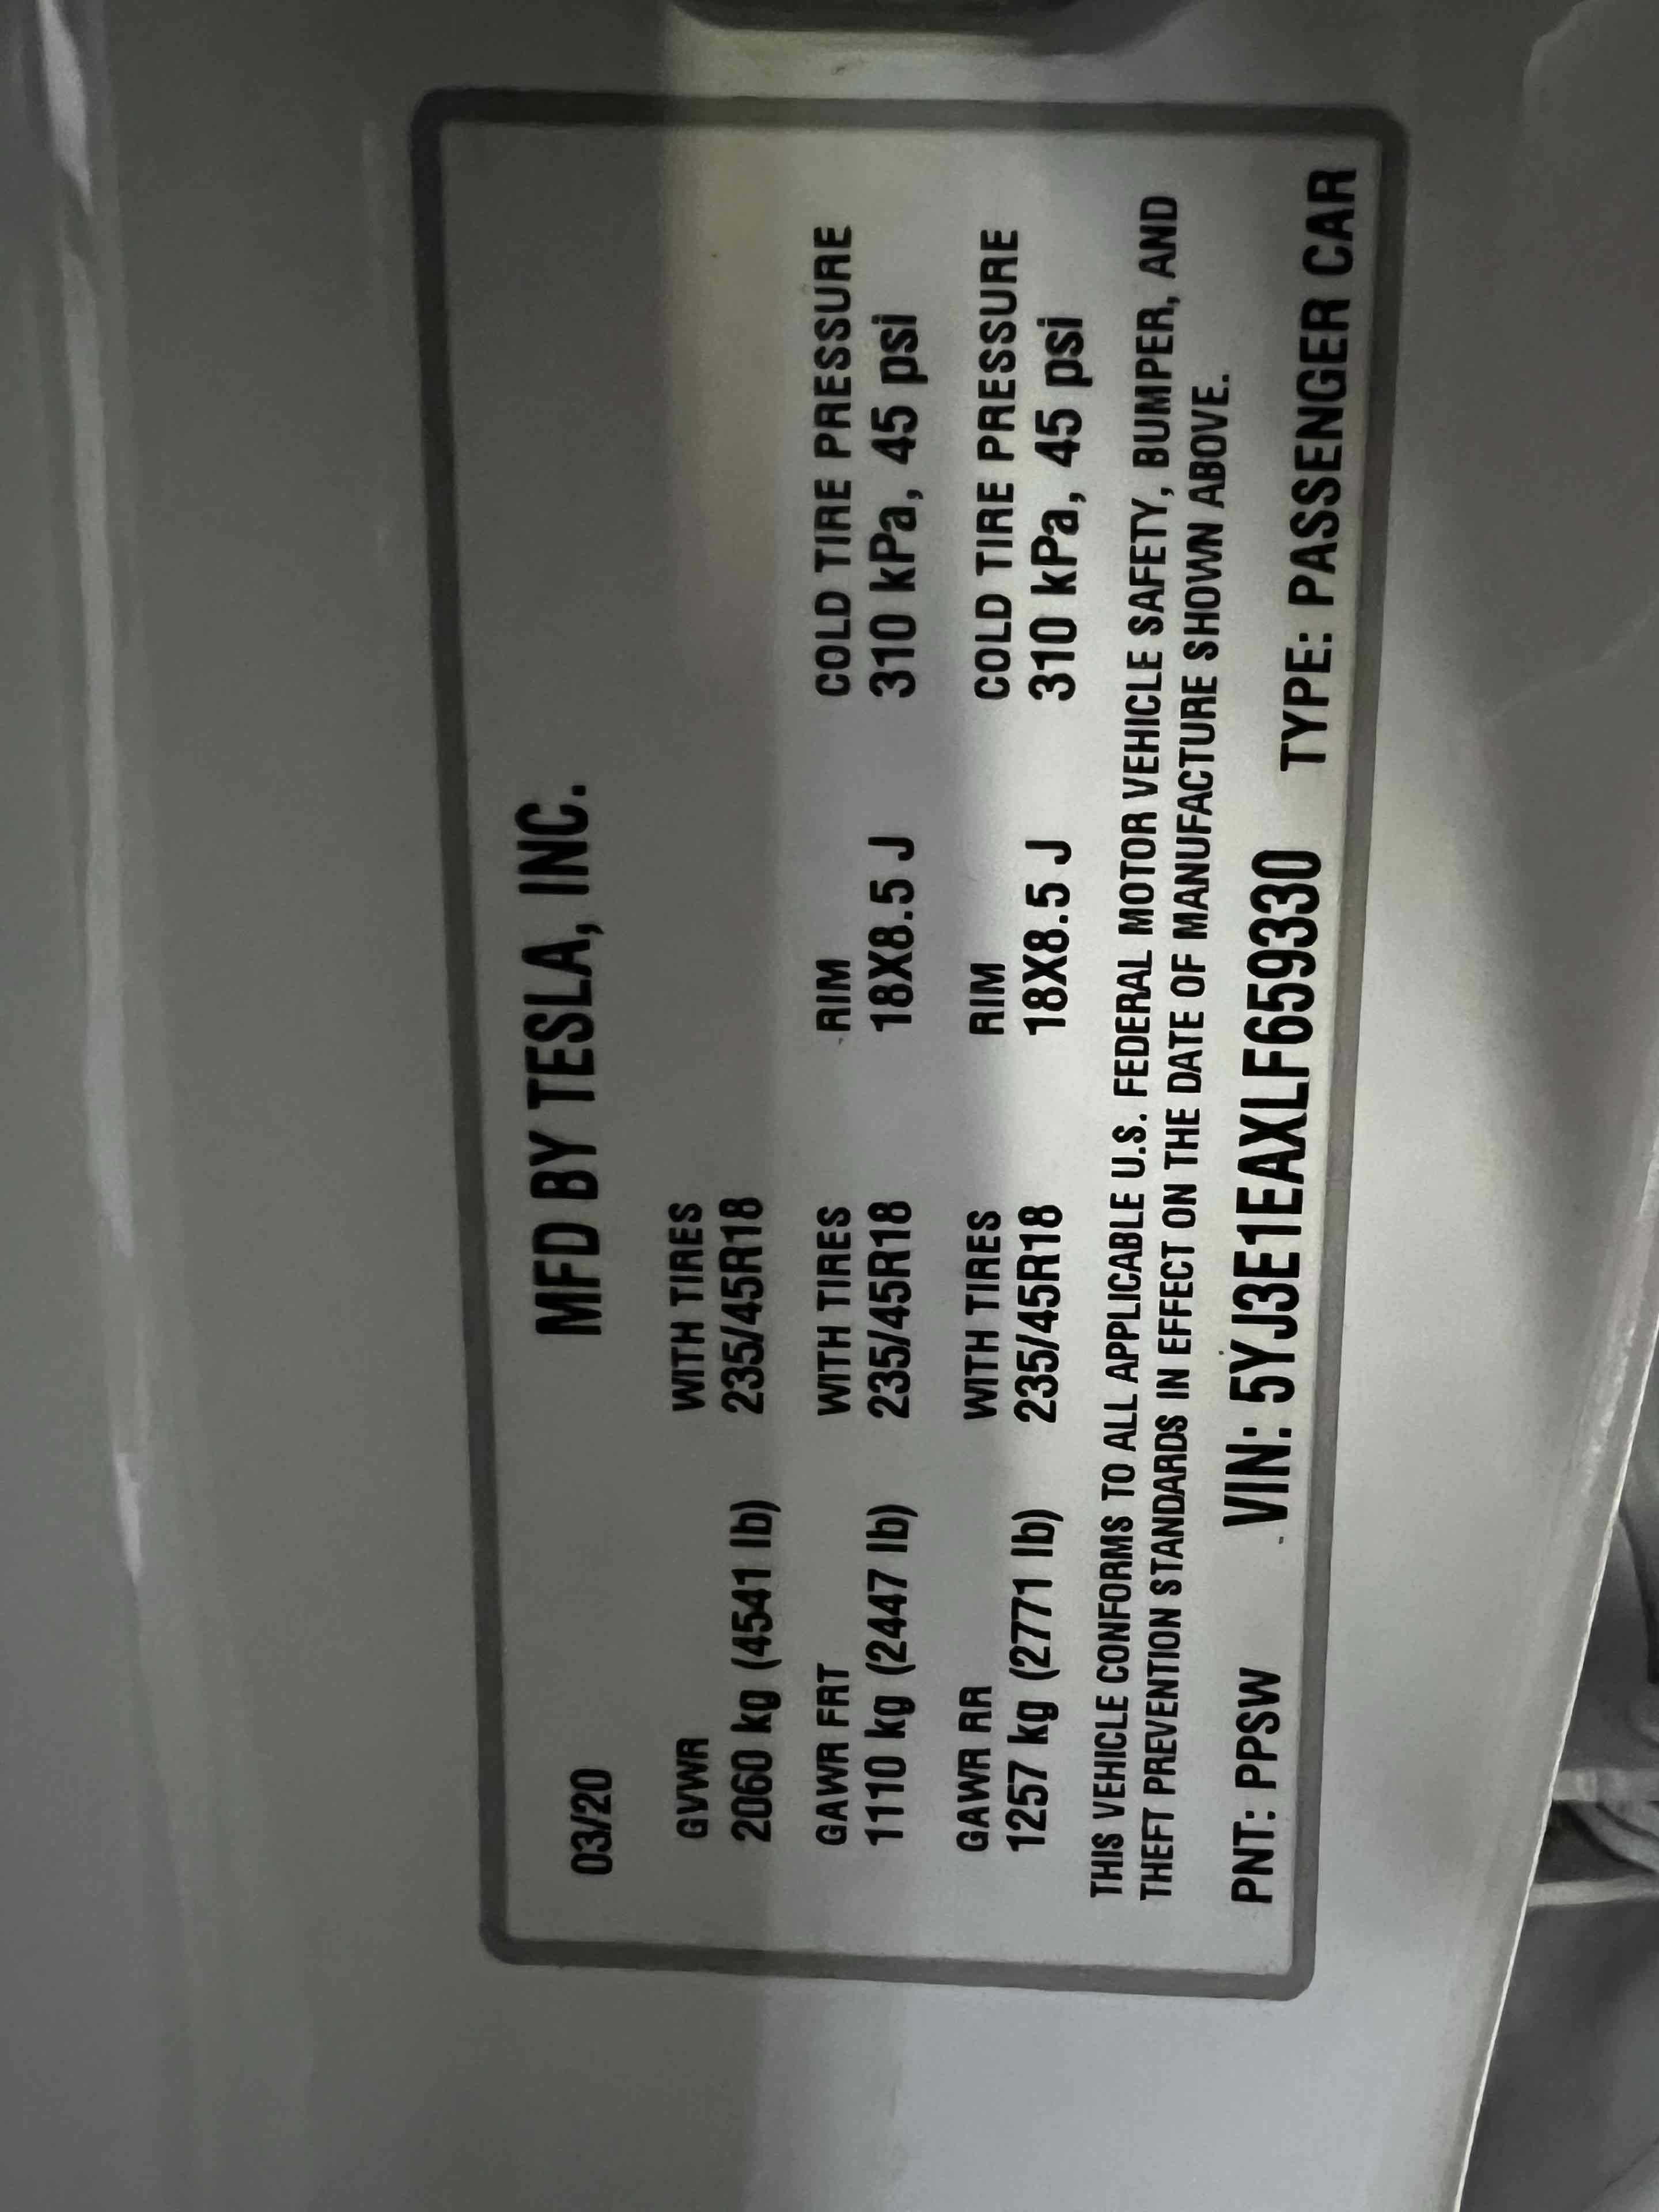 MFD BY TESLA, INC.
03/20
GVWR WITH TIRES
2060 kg (4541 lb) 235/45R18
GAWR FRT WITH TIRES RIM COLD TIRE PRESSURE
1110 kg (2447 lb) 235/45R18 18X8.5 J 310 kPa, 45 psi
GAWR RR WITH TIRES RIM COLD TIRE PRESSURE
1257 kg (2771 lb) 235/45R18 18X8.5 J 310 kPa, 45 psi
THIS VEHICLE CONFORMS TO ALL APPLICABLE U.S. FEDERAL MOTOR VEHICLE SAFETY, BUMPER, AND
THEFT PREVENTION STANDARDS IN EFFECT ON THE DATE OF MANUFACTURE SHOWN ABOVE.
PNT: PPSW VIN: 5YJ3E1EAXLF659330 TYPE: PASSENGER CAR